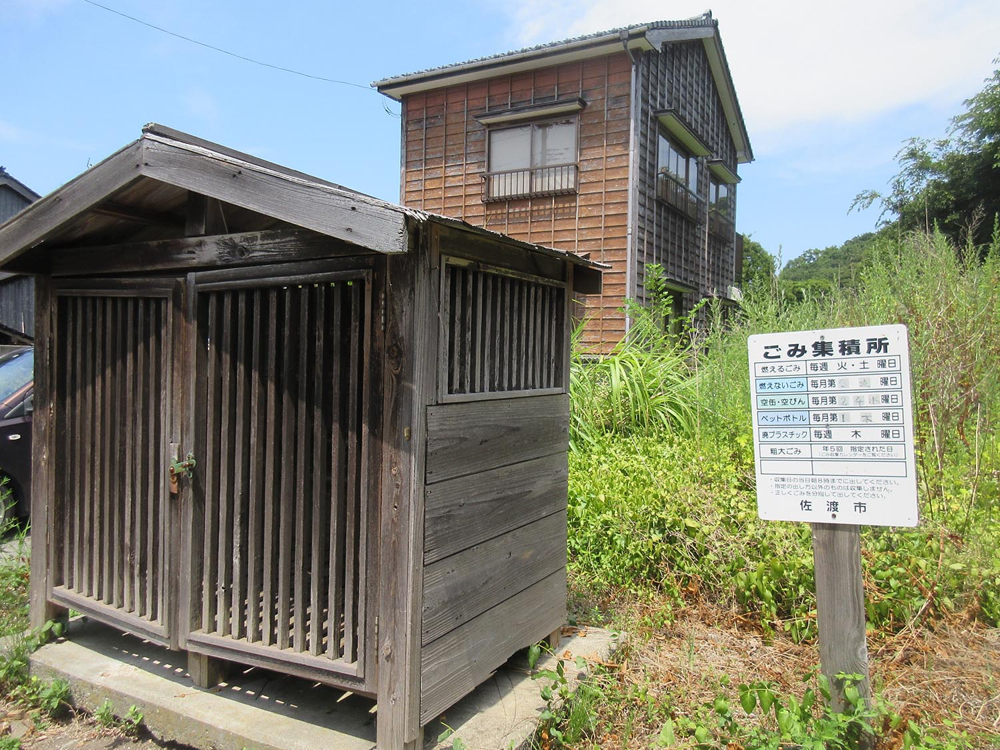 ごみ集積所
燃えるごみ 毎週 火・土 曜日
燃えないごみ 毎月第 曜日
空缶・空びん 毎月第 曜日
ペットボトル 毎月第 1 木 曜日
廃プラスチック 毎週 木 曜日
粗大ごみ 年5回 指定された日
(ごみ収集カレンダーをご覧ください)
・収集日の当日朝8時までに出してください。
・指定の出し方以外のものは収集しません。
・正しくごみを分別して出してください。
佐渡市